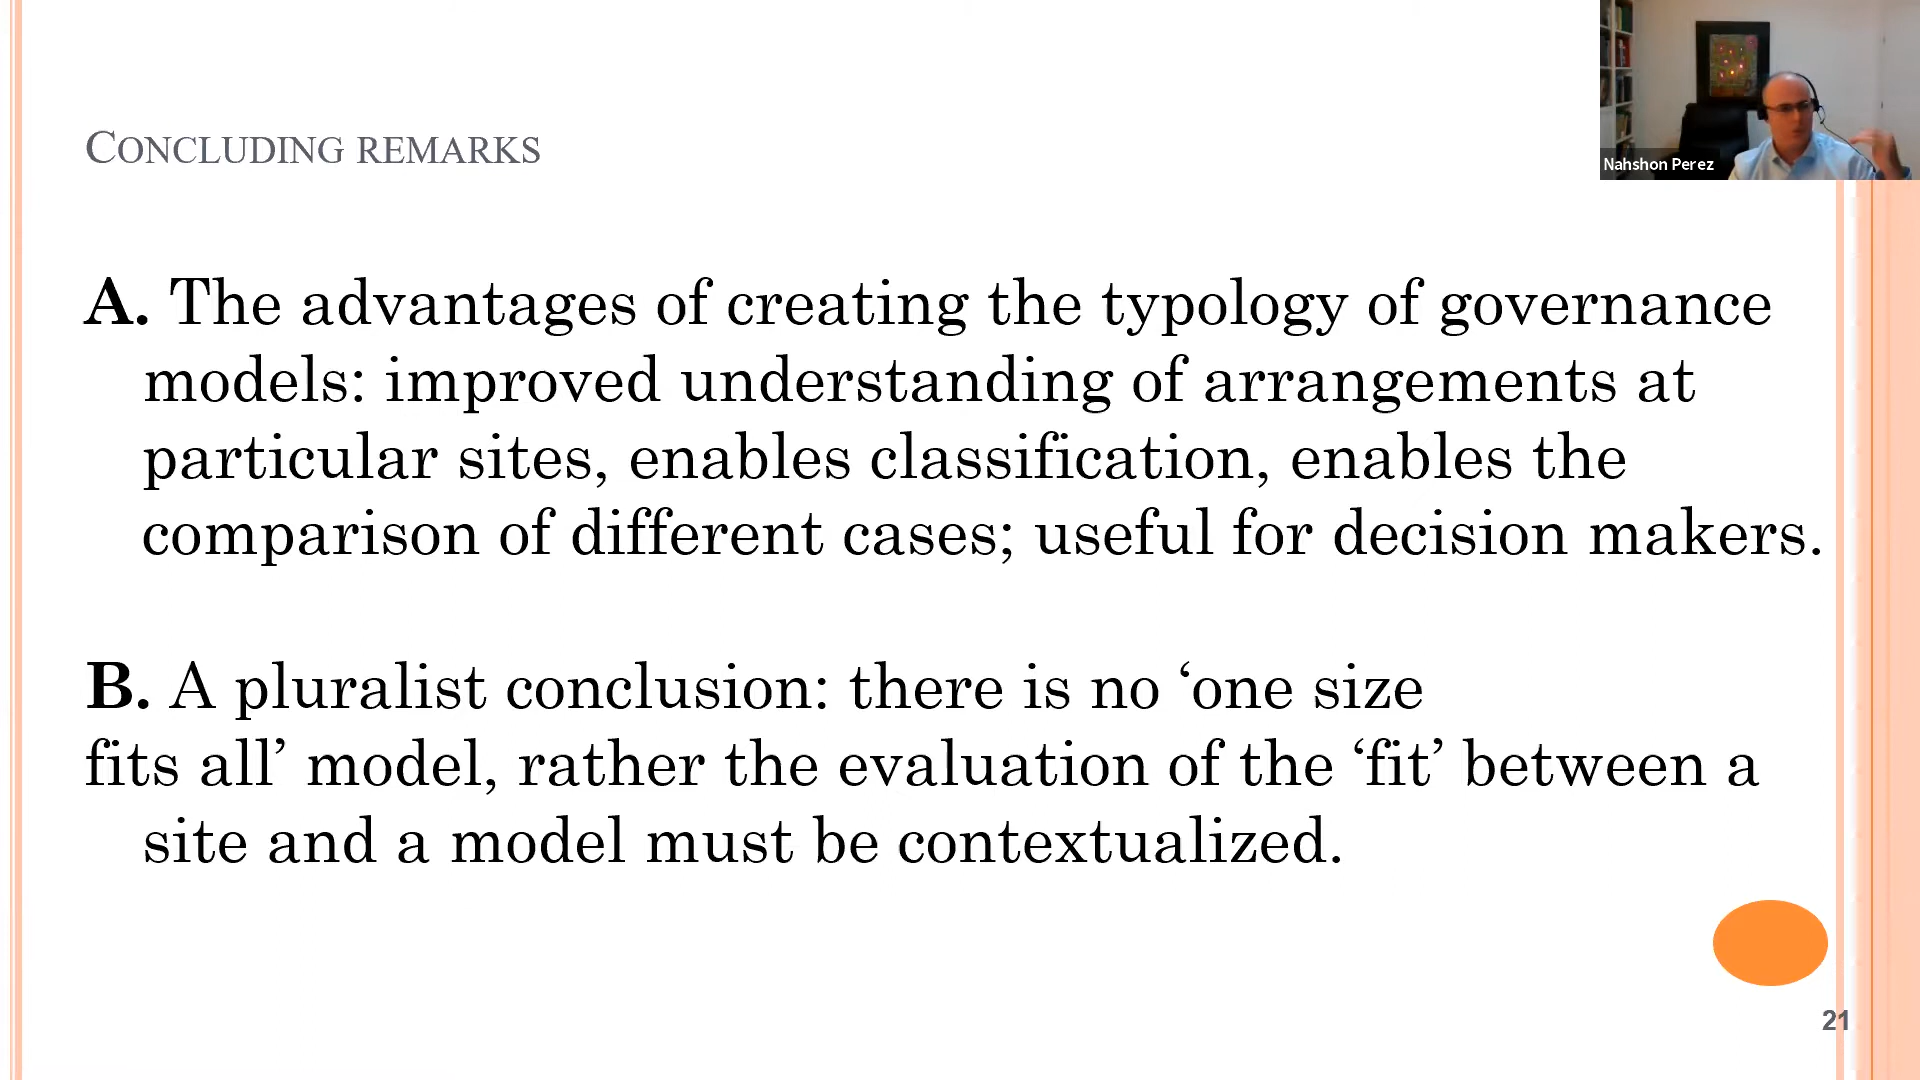 Nahshon Perez
CONCLUDING REMARKS
A. The advantages of creating the typology of governance
models: improved understanding of arrangements at
particular sites, enables classification, enables the
comparison of different cases; useful for decision makers.
B. A pluralist conclusion: there is no ‘one size
fits all’ model, rather the evaluation of the ‘fit’ between a
site and a model must be contextualized.
21